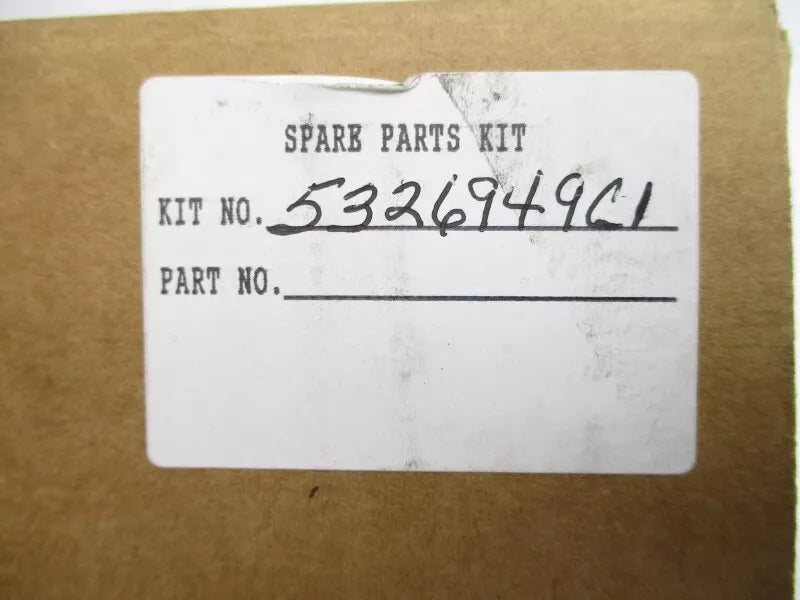 SPARE PARTS KIT
KIT NO. 5326949C1
PART NO.